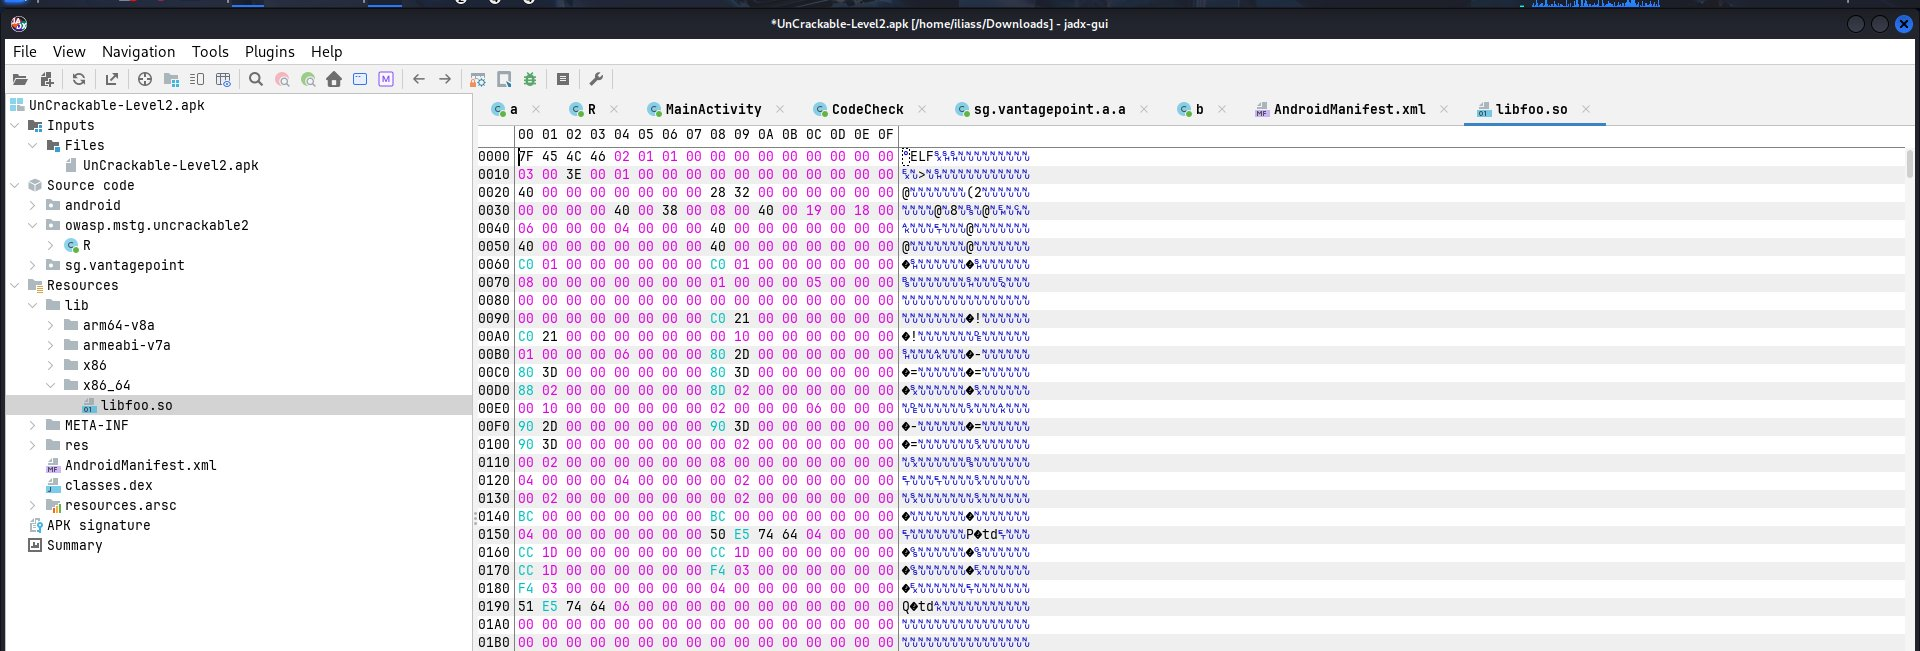 *UnCrackable-Level2.apk [/home/iliass/Downloads] - jadx-gui
File View Navigation Tools Plugins Help
UnCrackable-Level2.apk
Inputs
Files
UnCrackable-Level2.apk
Source code
android
owasp.mstg.uncrackable2
R
sg.vantagepoint
Resources
lib
arm64-v8a
armeabi-v7a
x86
x86_64
libfoo.so
META-INF
res
AndroidManifest.xml
classes.dex
resources.arsc
APK signature
Summary
a R MainActivity CodeCheck sg.vantagepoint.a.a b AndroidManifest.xml libfoo.so
00 01 02 03 04 05 06 07 08 09 0A 0B 0C 0D 0E 0F
0000 7F 45 4C 46 02 01 01 00 00 00 00 00 00 00 00 00 ELF
0010 03 00 3E 00 01 00 00 00 00 00 00 00 00 00 00 00 >
0020 40 00 00 00 00 00 00 00 28 32 00 00 00 00 00 00 @ (2
0030 00 00 00 00 40 00 38 00 08 00 40 00 19 00 18 00 @ 8 @
0040 06 00 00 00 04 00 00 00 40 00 00 00 00 00 00 00 @
0050 40 00 00 00 00 00 00 00 40 00 00 00 00 00 00 00 @ @
0060 C0 01 00 00 00 00 00 00 C0 01 00 00 00 00 00 00
0070 08 00 00 00 00 00 00 00 01 00 00 00 05 00 00 00
0080 00 00 00 00 00 00 00 00 00 00 00 00 00 00 00 00
0090 00 00 00 00 00 00 00 00 C0 21 00 00 00 00 00 00 !
00A0 C0 21 00 00 00 00 00 00 00 10 00 00 00 00 00 00 !
00B0 01 00 00 00 06 00 00 00 80 2D 00 00 00 00 00 00 -
00C0 80 3D 00 00 00 00 00 00 80 3D 00 00 00 00 00 00 = =
00D0 88 02 00 00 00 00 00 00 8D 02 00 00 00 00 00 00
00E0 00 10 00 00 00 00 00 00 02 00 00 00 06 00 00 00
00F0 90 2D 00 00 00 00 00 00 90 3D 00 00 00 00 00 00 - =
0100 90 3D 00 00 00 00 00 00 00 02 00 00 00 00 00 00 =
0110 00 02 00 00 00 00 00 00 08 00 00 00 00 00 00 00
0120 04 00 00 00 04 00 00 00 00 02 00 00 00 00 00 00
0130 00 02 00 00 00 00 00 00 00 02 00 00 00 00 00 00
0140 BC 00 00 00 00 00 00 00 BC 00 00 00 00 00 00 00
0150 04 00 00 00 00 00 00 00 50 E5 74 64 04 00 00 00 P td
0160 CC 1D 00 00 00 00 00 00 CC 1D 00 00 00 00 00 00
0170 CC 1D 00 00 00 00 00 00 F4 03 00 00 00 00 00 00
0180 F4 03 00 00 00 00 00 00 04 00 00 00 00 00 00 00
0190 51 E5 74 64 06 00 00 00 00 00 00 00 00 00 00 00 Q td
01A0 00 00 00 00 00 00 00 00 00 00 00 00 00 00 00 00
01B0 00 00 00 00 00 00 00 00 00 00 00 00 00 00 00 00